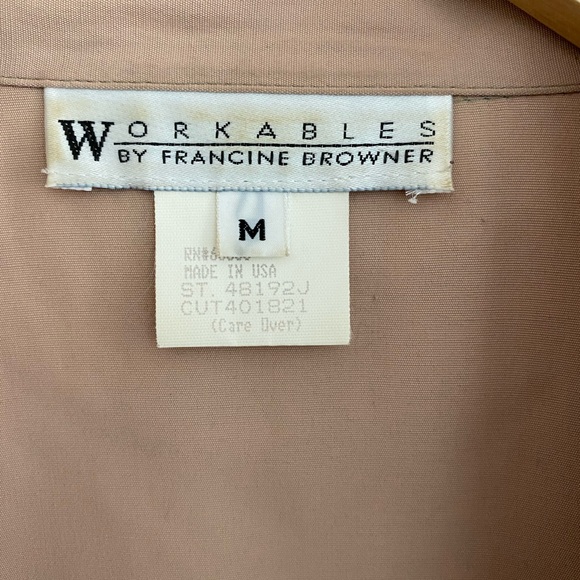 WORKABLES
BY FRANCINE BROWNER
M
MADE IN USA
ST. 48192J
CUT401821
(Care Over)